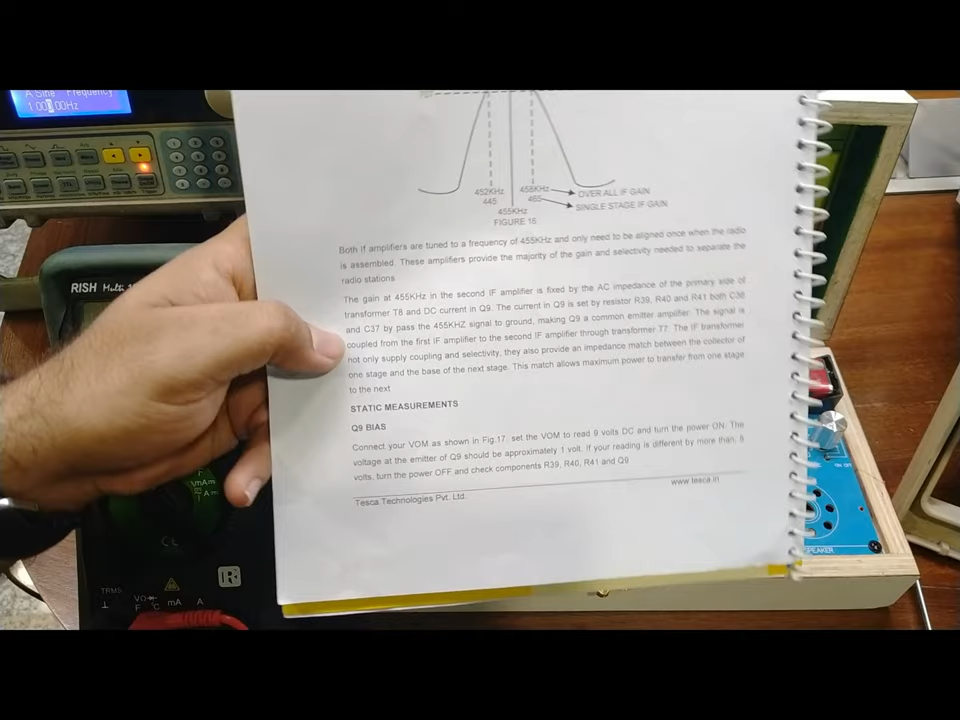 A Sine Frequency
RISH Multi
452KHz
458KHz
OVER ALL IF GAIN
445
465
SINGLE STAGE IF GAIN
455KHz
FIGURE 16
Both If amplifiers are tuned to a frequency of 455KHz and only need to be aligned once when the radio
is assembled. These amplifiers provide the majority of the gain and selectivity needed to separate the
radio stations
The gain at 455KHz in the second IF amplifier is fixed by the AC impedance of the primary side of
transformer T8 and DC current in Q9. The current in Q9 is set by resistor R39, R40 and R41 both C36
and C37 by pass the 455KHZ signal to ground, making Q9 a common emitter amplifier. The signal is
coupled from the first IF amplifier to the second IF amplifier through transformer T7. The IF transformer
not only supply coupling and selectivity, they also provide an impedance match between the collector of
one stage and the base of the next stage. This match allows maximum power to transfer from one stage
to the next
STATIC MEASUREMENTS
Q9 BIAS
Connect your VOM as shown in Fig.17, set the VOM to read 9 volts DC and turn the power ON. The
voltage at the emitter of Q9 should be approximately 1 volt. If your reading is different by more than, 5
volts, turn the power OFF and check components R39, R40, R41 and Q9
Tesca Technologies Pvt. Ltd.
www.tesca.in
TRMS
mA A
SPEAKER